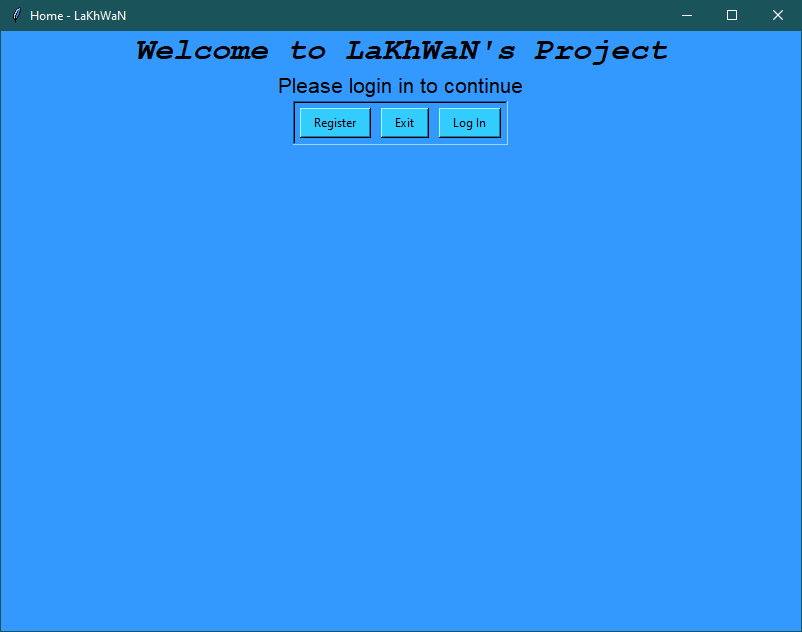 Home - LaKhWaN
Welcome to LaKhWaN's Project
Please login in to continue
Register Exit Log In